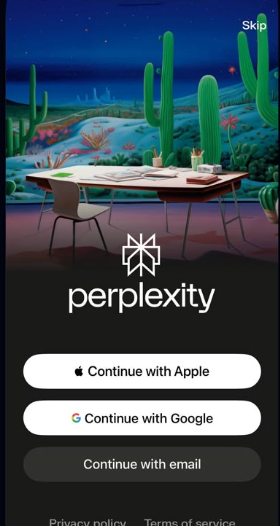 Skip
perplexity
Continue with Apple
Continue with Google
Continue with email
Privacy policy Terms of service